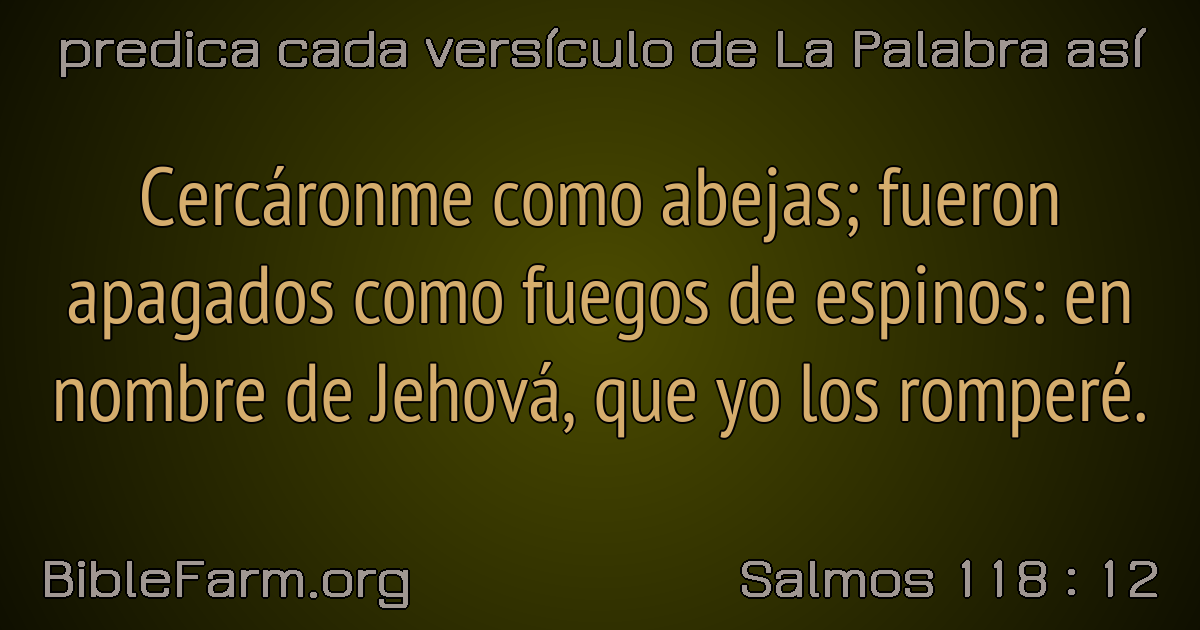 predica cada versículo de La Palabra así
Cercáronme como abejas; fueron
apagados como fuegos de espinos: en
nombre de Jehová, que yo los romperé.
BibleFarm.org
Salmos 118 : 12